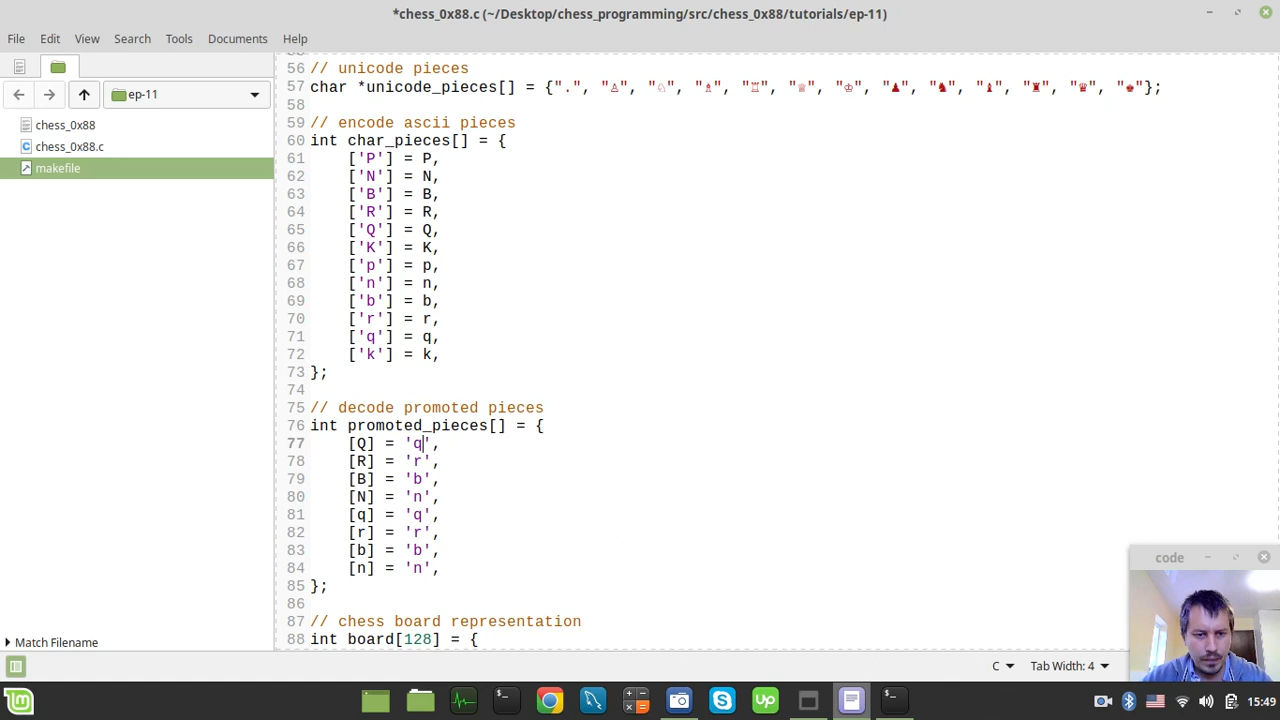 *chess_0x88.c (~/Desktop/chess_programming/src/chess_0x88/tutorials/ep-11)
File Edit View Search Tools Documents Help
ep-11
chess_0x88
chess_0x88.c
makefile
Match Filename
56 // unicode pieces
57 char *unicode_pieces[] = {".", "♙", "♘", "♗", "♖", "♕", "♔", "♟", "♞", "♝", "♜", "♛", "♚"};
58
59 // encode ascii pieces
60 int char_pieces[] = {
61 ['P'] = P,
62 ['N'] = N,
63 ['B'] = B,
64 ['R'] = R,
65 ['Q'] = Q,
66 ['K'] = K,
67 ['p'] = p,
68 ['n'] = n,
69 ['b'] = b,
70 ['r'] = r,
71 ['q'] = q,
72 ['k'] = k,
73 };
74
75 // decode promoted pieces
76 int promoted_pieces[] = {
77 [Q] = 'q',
78 [R] = 'r',
79 [B] = 'b',
80 [N] = 'n',
81 [q] = 'q',
82 [r] = 'r',
83 [b] = 'b',
84 [n] = 'n',
85 };
86
87 // chess board representation
88 int board[128] = {
code
C Tab Width: 4
15:49